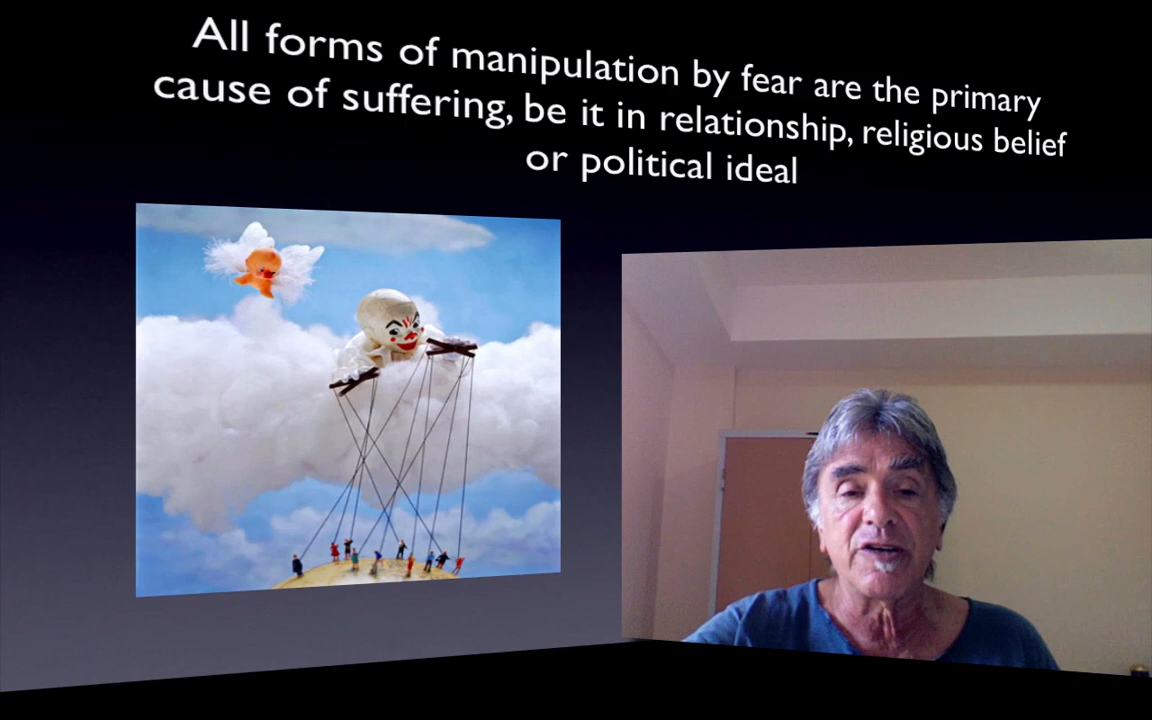 All forms of manipulation by fear are the primary
cause of suffering, be it in relationship, religious belief
or political ideal